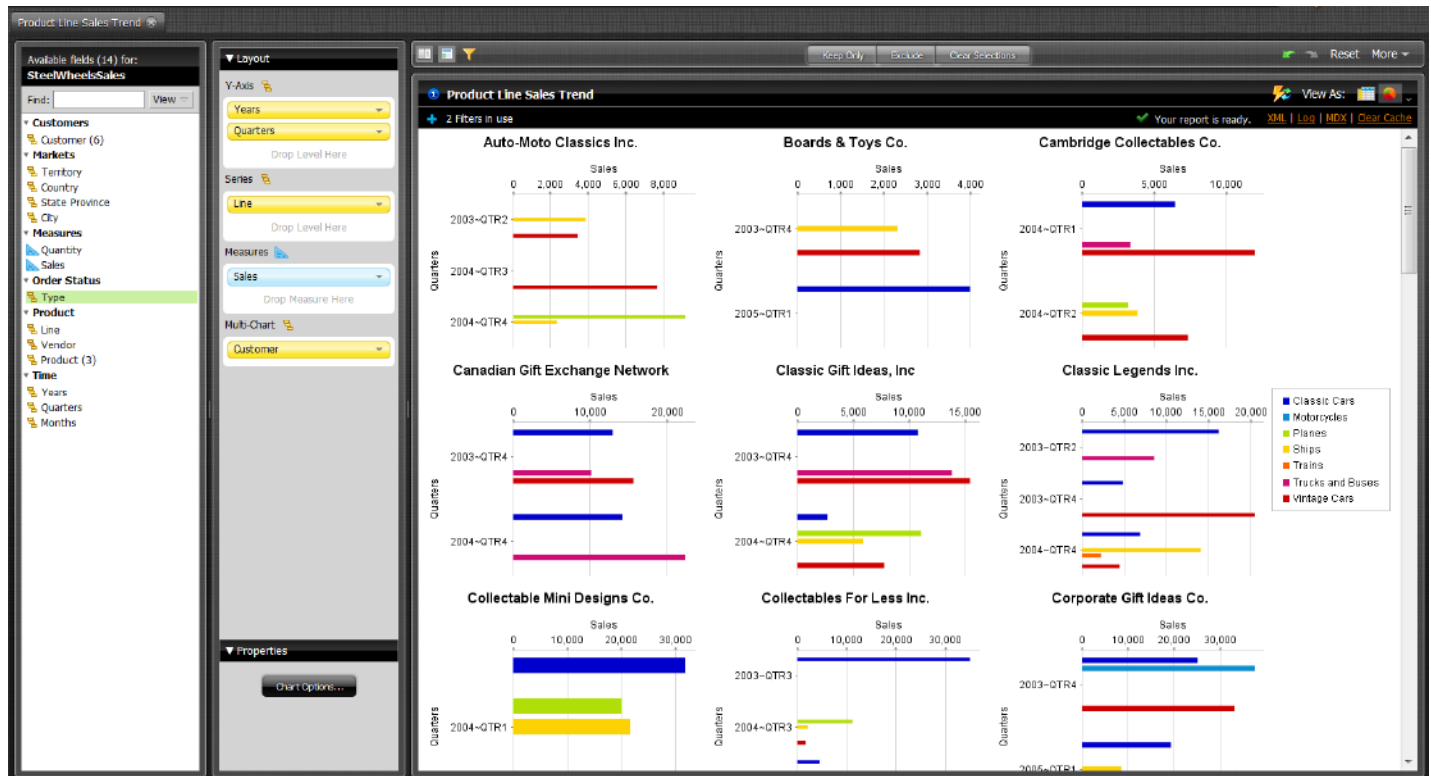 Product Line Sales Trend
Available fields (14) for:
SteelWheelsSales
Find:
View
Customers
Customer (6)
Markets
Territory
Country
State Province
City
Measures
Quantity
Sales
Order Status
Type
Product
Line
Vendor
Product (3)
Time
Years
Quarters
Months
Layout
Y-Axis
Years
Quarters
Drop Level Here
Series
Line
Drop Level Here
Measures
Sales
Drop Measure Here
Multi-Chart
Customer
Properties
Chart Options...
Keep Only Exclude Clear Selections
Reset More
Product Line Sales Trend
View As:
2 Filters in use
Your report is ready. XML | Log | MDX | Clear Cache
Auto-Moto Classics Inc.
Sales
0 2,000 4,000 6,000 8,000
Quarters
2003~QTR2
2004~QTR3
2004~QTR4
Boards & Toys Co.
Sales
0 1,000 2,000 3,000 4,000
Quarters
2003~QTR4
2005~QTR1
Cambridge Collectables Co.
Sales
0 5,000 10,000
Quarters
2004~QTR1
2004~QTR2
Canadian Gift Exchange Network
Sales
0 10,000 20,000
Quarters
2003~QTR4
2004~QTR4
Classic Gift Ideas, Inc
Sales
0 5,000 10,000 15,000
Quarters
2003~QTR4
2004~QTR4
Classic Legends Inc.
Sales
0 5,000 10,000 15,000 20,000
Quarters
2003~QTR2
2003~QTR4
2004~QTR4
Classic Cars
Motorcycles
Planes
Ships
Trains
Trucks and Buses
Vintage Cars
Collectable Mini Designs Co.
Sales
0 10,000 20,000 30,000
Quarters
2004~QTR1
Collectables For Less Inc.
Sales
0 10,000 20,000 30,000
Quarters
2003~QTR3
2004~QTR3
Corporate Gift Ideas Co.
Sales
0 10,000 20,000 30,000
Quarters
2003~QTR4
2005~QTR1